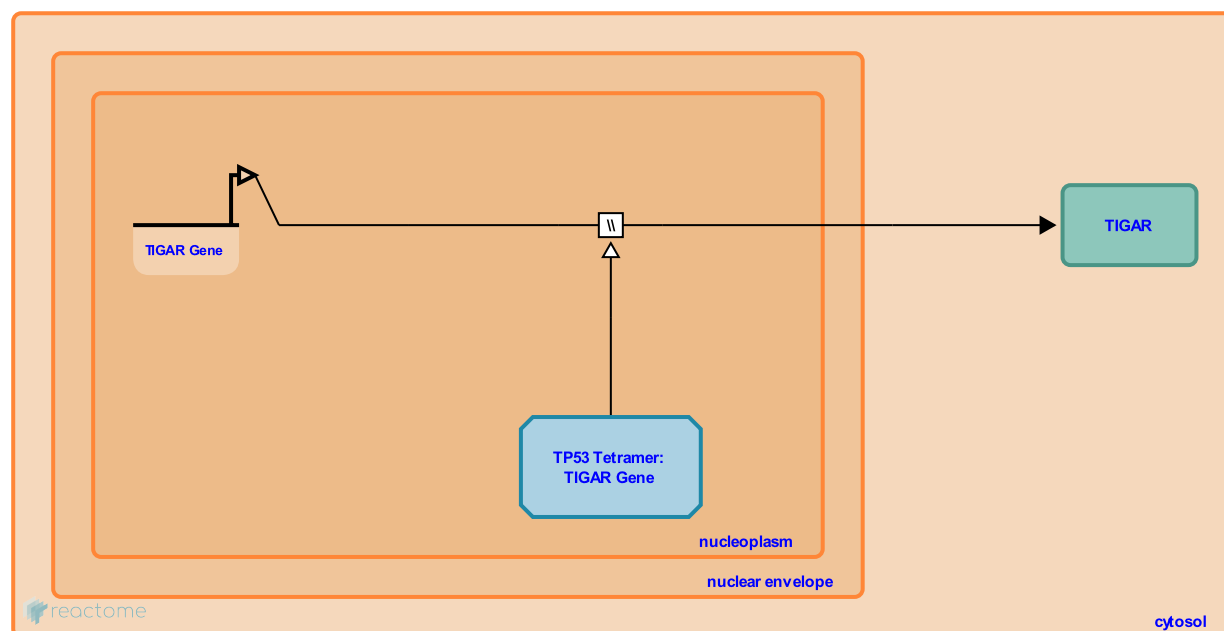 TIGAR Gene
\\
TIGAR
TP53 Tetramer:
TIGAR Gene
nucleoplasm
nuclear envelope
reactome
cytosol